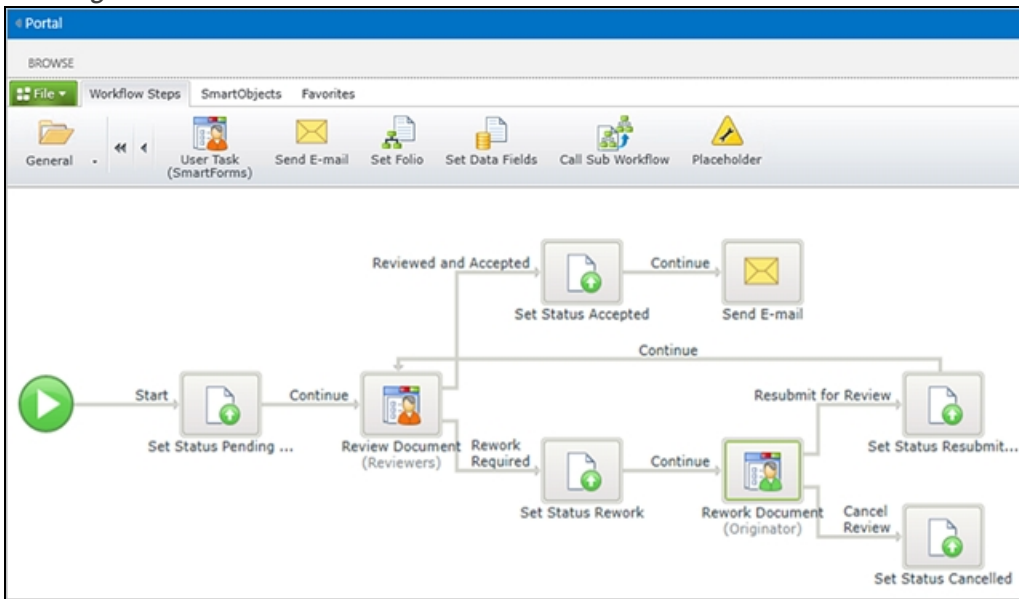 Portal
BROWSE
File
Workflow Steps
SmartObjects
Favorites
General
User Task
(SmartForms)
Send E-mail
Set Folio
Set Data Fields
Call Sub Workflow
Placeholder
Reviewed and Accepted
Continue
Set Status Accepted
Send E-mail
Continue
Start
Continue
Resubmit for Review
Set Status Pending ...
Review Document
(Reviewers)
Rework
Required
Continue
Set Status Resubmit...
Set Status Rework
Rework Document
(Originator)
Cancel
Review
Set Status Cancelled